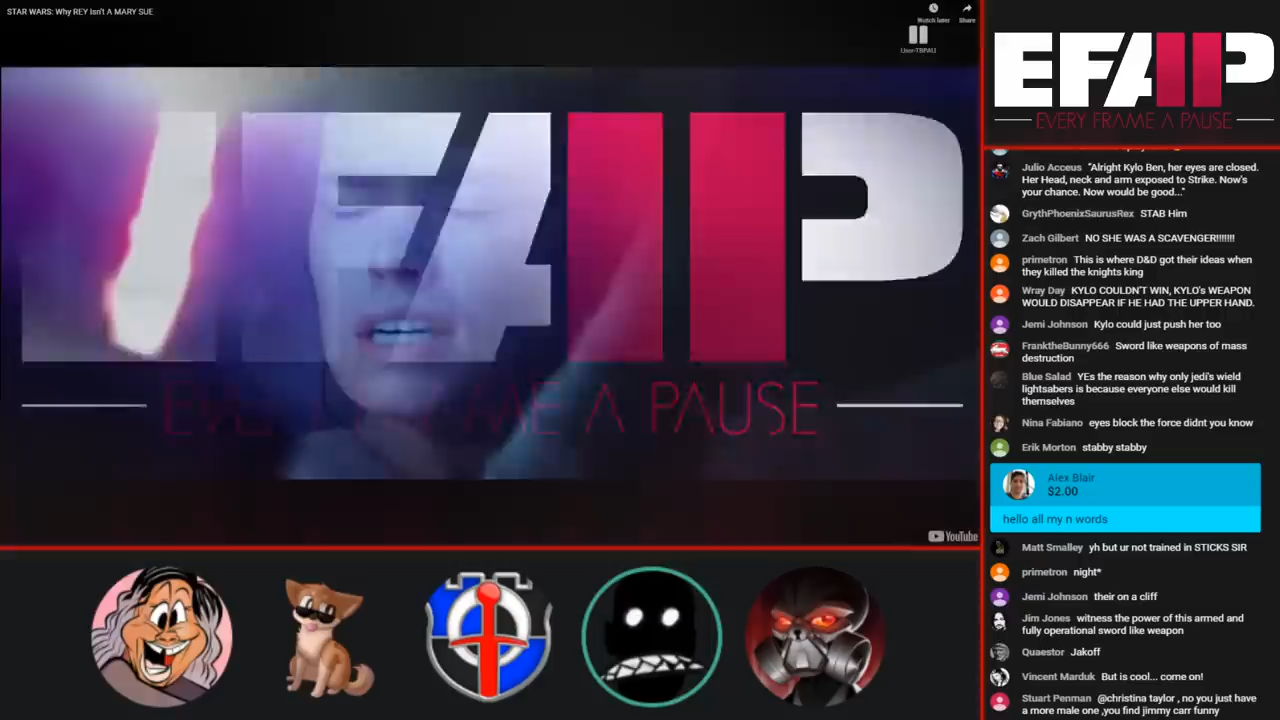 STAR WARS: Why REY Isn't A MARY SUE
Watch later
Share
EFAP
EVERY FRAME A PAUSE
YouTube
EFAP
EVERY FRAME A PAUSE
Julio Acceus "Alright Kylo Ben, her eyes are closed.
Her Head, neck and arm exposed to Strike. Now's
your chance. Now would be good..."
GrythPhoenixSaurusRex STAB Him
Zach Gilbert NO SHE WAS A SCAVENGER!!!!!!!
primetron This is where D&D got their ideas when
they killed the knights king
Wray Day KYLO COULDN'T WIN, KYLO's WEAPON
WOULD DISAPPEAR IF HE HAD THE UPPER HAND.
Jemi Johnson Kylo could just push her too
FranktheBunny666 Sword like weapons of mass
destruction
Blue Salad YEs the reason why only jedi's wield
lightsabers is because everyone else would kill
themselves
Nina Fabiano eyes block the force didnt you know
Erik Morton stabby stabby
Alex Blair
$2.00
hello all my n words
Matt Smalley yh but ur not trained in STICKS SIR
primetron night*
Jemi Johnson their on a cliff
Jim Jones witness the power of this armed and
fully operational sword like weapon
Quaestor Jakoff
Vincent Marduk But is cool... come on!
Stuart Penman @christina taylor , no you just have
a more male one ,you find jimmy carr funny